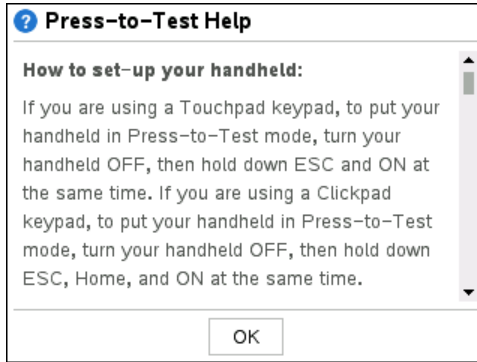 Press-to-Test Help
How to set-up your handheld:
If you are using a Touchpad keypad, to put your
handheld in Press-to-Test mode, turn your
handheld OFF, then hold down ESC and ON at
the same time. If you are using a Clickpad
keypad, to put your handheld in Press-to-Test
mode, turn your handheld OFF, then hold down
ESC, Home, and ON at the same time.
OK